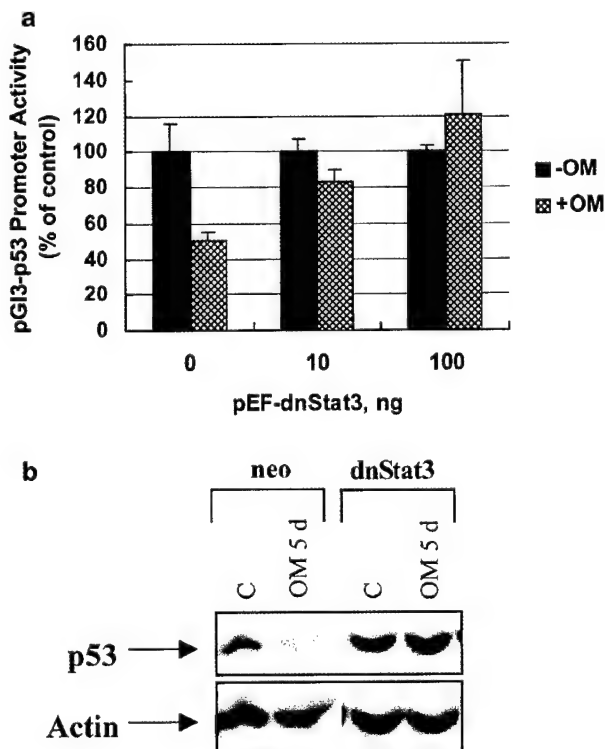 a
pGl3-p53 Promoter Activity
(% of control)
160
140
120
100
80
60
40
20
0
0 10 100
pEF-dnStat3, ng
-OM
+OM
b
neo dnStat3
C OM 5 d C OM 5 d
p53
Actin